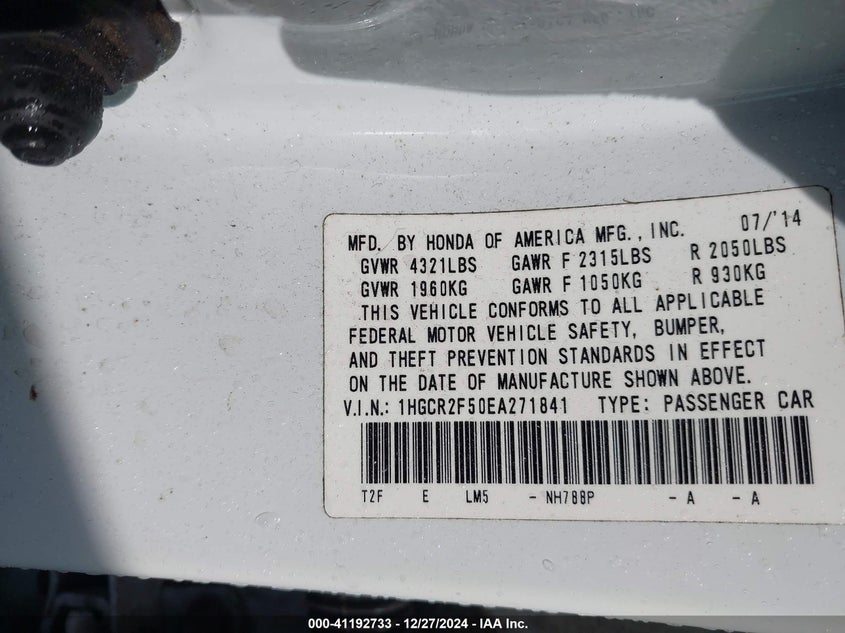 MFD. BY HONDA OF AMERICA MFG., INC. 07/'14
GVWR 4321LBS GAWR F 2315LBS R 2050LBS
GVWR 1960KG GAWR F 1050KG R 930KG
THIS VEHICLE CONFORMS TO ALL APPLICABLE
FEDERAL MOTOR VEHICLE SAFETY, BUMPER,
AND THEFT PREVENTION STANDARDS IN EFFECT
ON THE DATE OF MANUFACTURE SHOWN ABOVE.
V.I.N.: 1HGCR2F50EA271841 TYPE: PASSENGER CAR
T2F E LM5 - NH788P - A - A
000-41192733 - 12/27/2024 - IAA Inc.